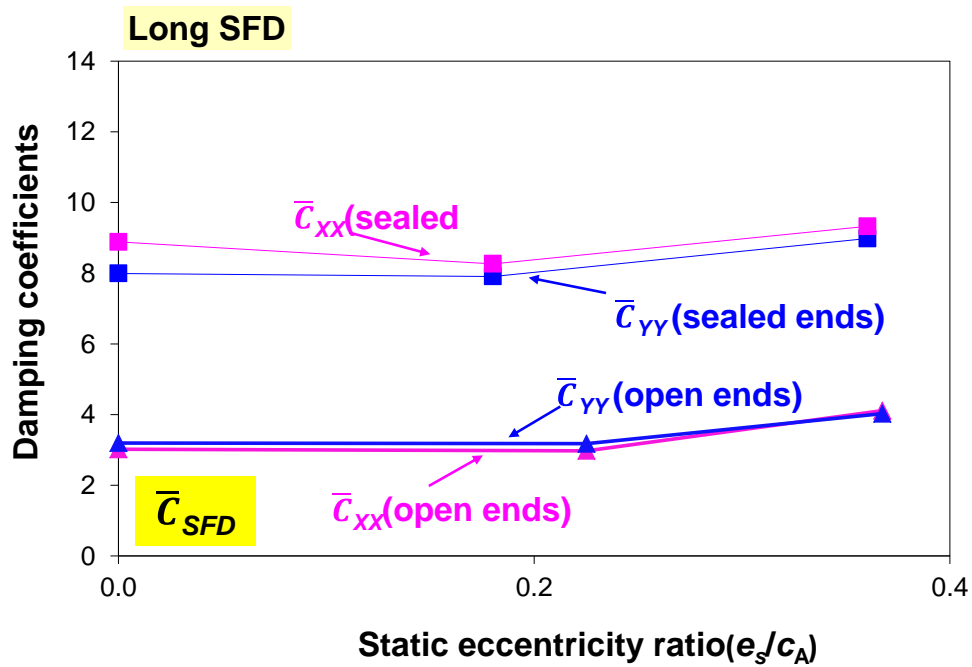 Long SFD
14
12
10
8
6
4
2
0
Damping coefficients
C̅XX(sealed
C̅YY (sealed ends)
C̅YY (open ends)
C̅XX(open ends)
C̅SFD
0.0
0.2
0.4
Static eccentricity ratio(es/cA)